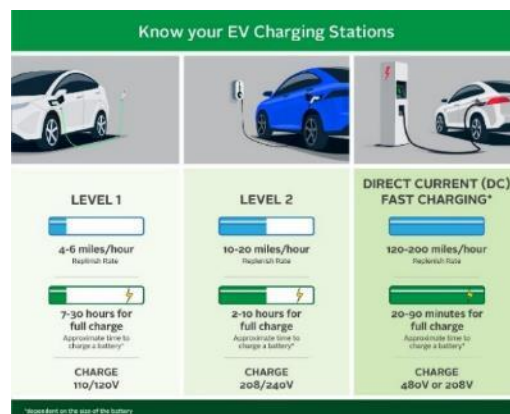 Know your EV Charging Stations
LEVEL 1
4-6 miles/hour
Replinish Rate
7-30 hours for
full charge
Approximate time to
charge a battery*
CHARGE
110/120V
LEVEL 2
10-20 miles/hour
Replenish Rate
2-10 hours for
full charge
Approximate time to
charge a battery*
CHARGE
208/240V
DIRECT CURRENT (DC)
FAST CHARGING*
120-200 miles/hour
Replenish Rate
20-90 minutes for
full charge
Approximate time to
charge a battery*
CHARGE
480V or 208V
*dependent on the size of the battery